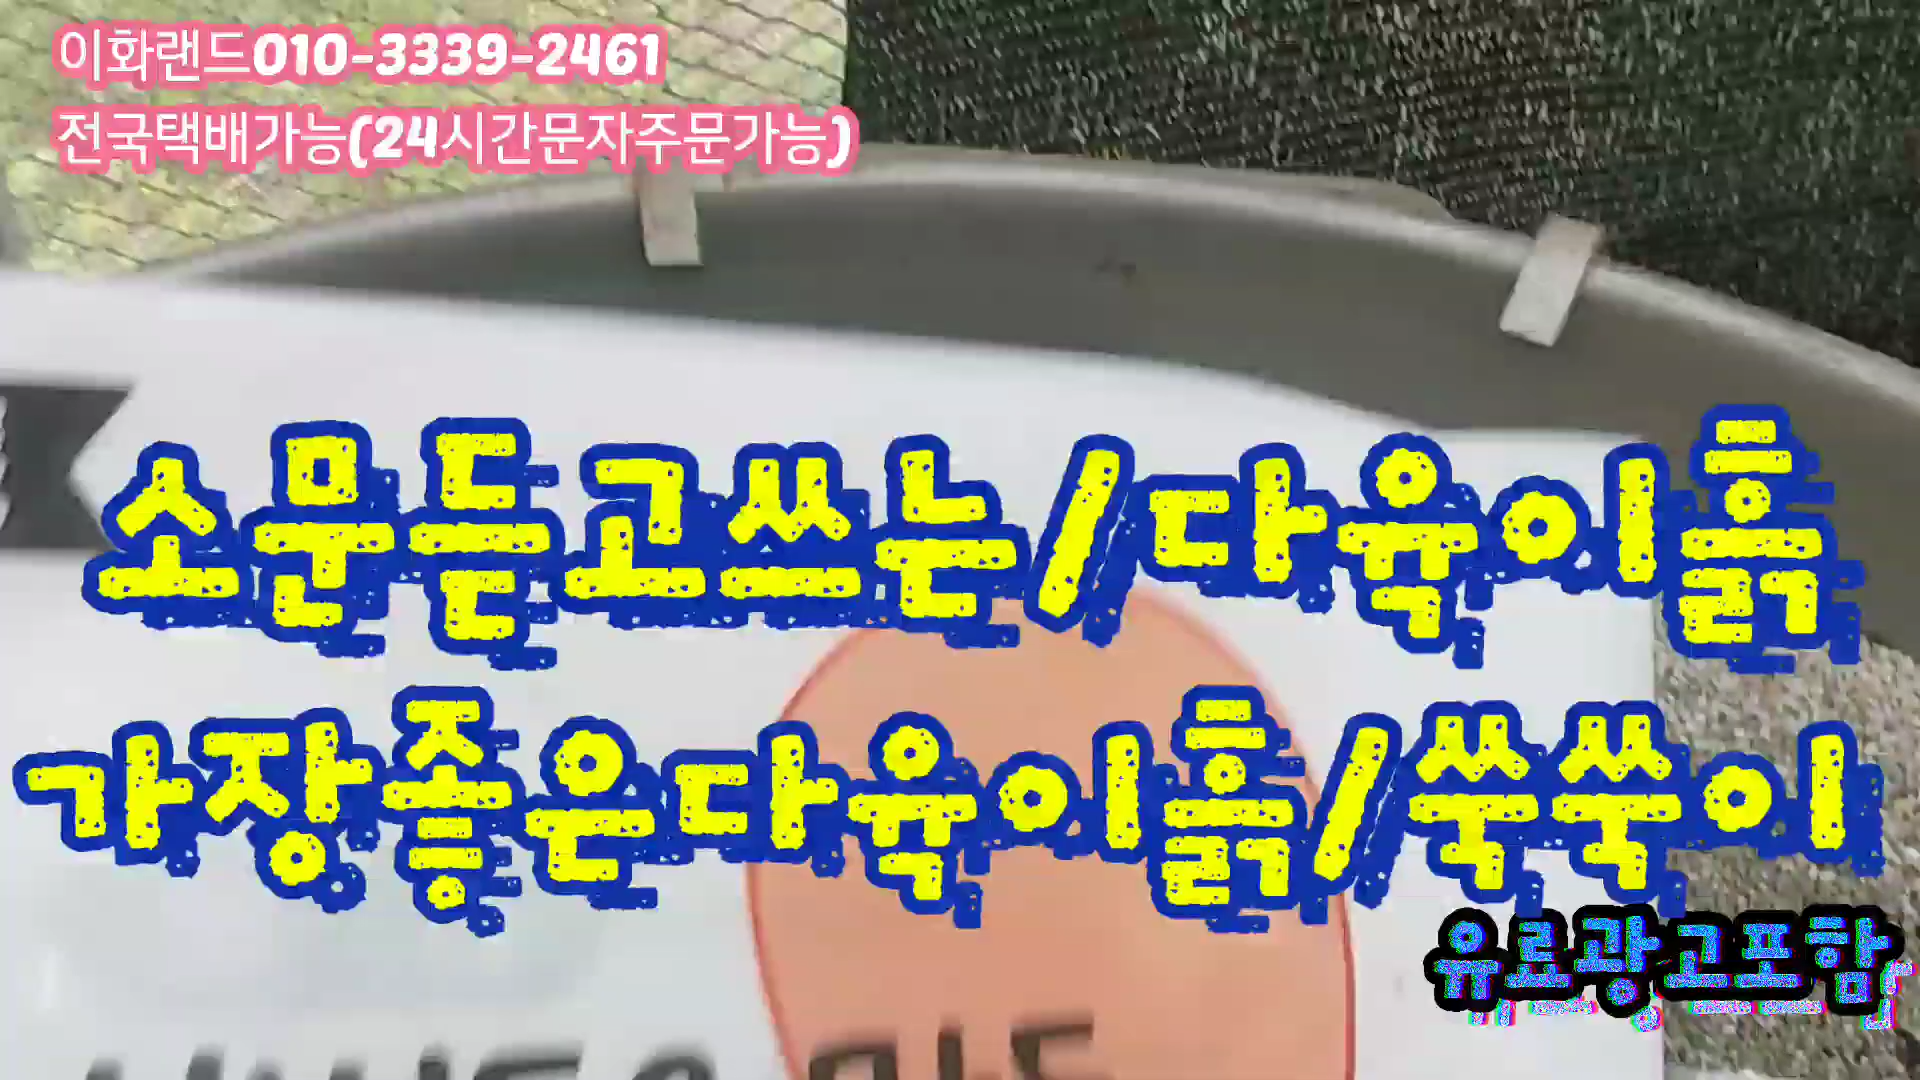 이화랜드010-3339-2461
전국택배가능(24시간문자주문가능)
소문듣고쓰는/다육이흙
가장좋은다육이흙/쑥쑥이
유료광고포함